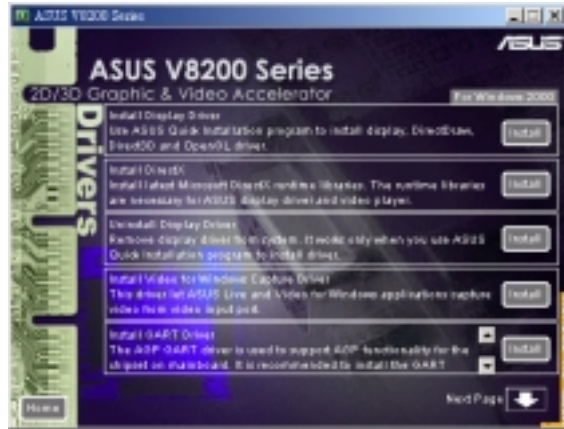 ASUS V8200 Series
ASUS
ASUS V8200 Series
2D/3D Graphic & Video Accelerator
For Windows 2000
Drivers
Install Display Driver
Use ASUS Quick Installation program to install display, DirectDraw,
Direct3D and OpenGL driver.
Install
Install DirectX
Install latest Microsoft DirectX runtime libraries. The runtime libraries
are necessary for ASUS display driver and video player.
Install
Uninstall Display Driver
Remove display driver from system. It works only when you use ASUS
Quick Installation program to install driver.
Install
Install Video for Windows Capture Driver
This driver let ASUS Live and Video for Windows applications capture
video from video input port.
Install
Install GART Driver
The AGP GART driver is used to support AGP functionality for the
chipset on mainboard. It is recommended to install the GART
Install
Next Page
Home